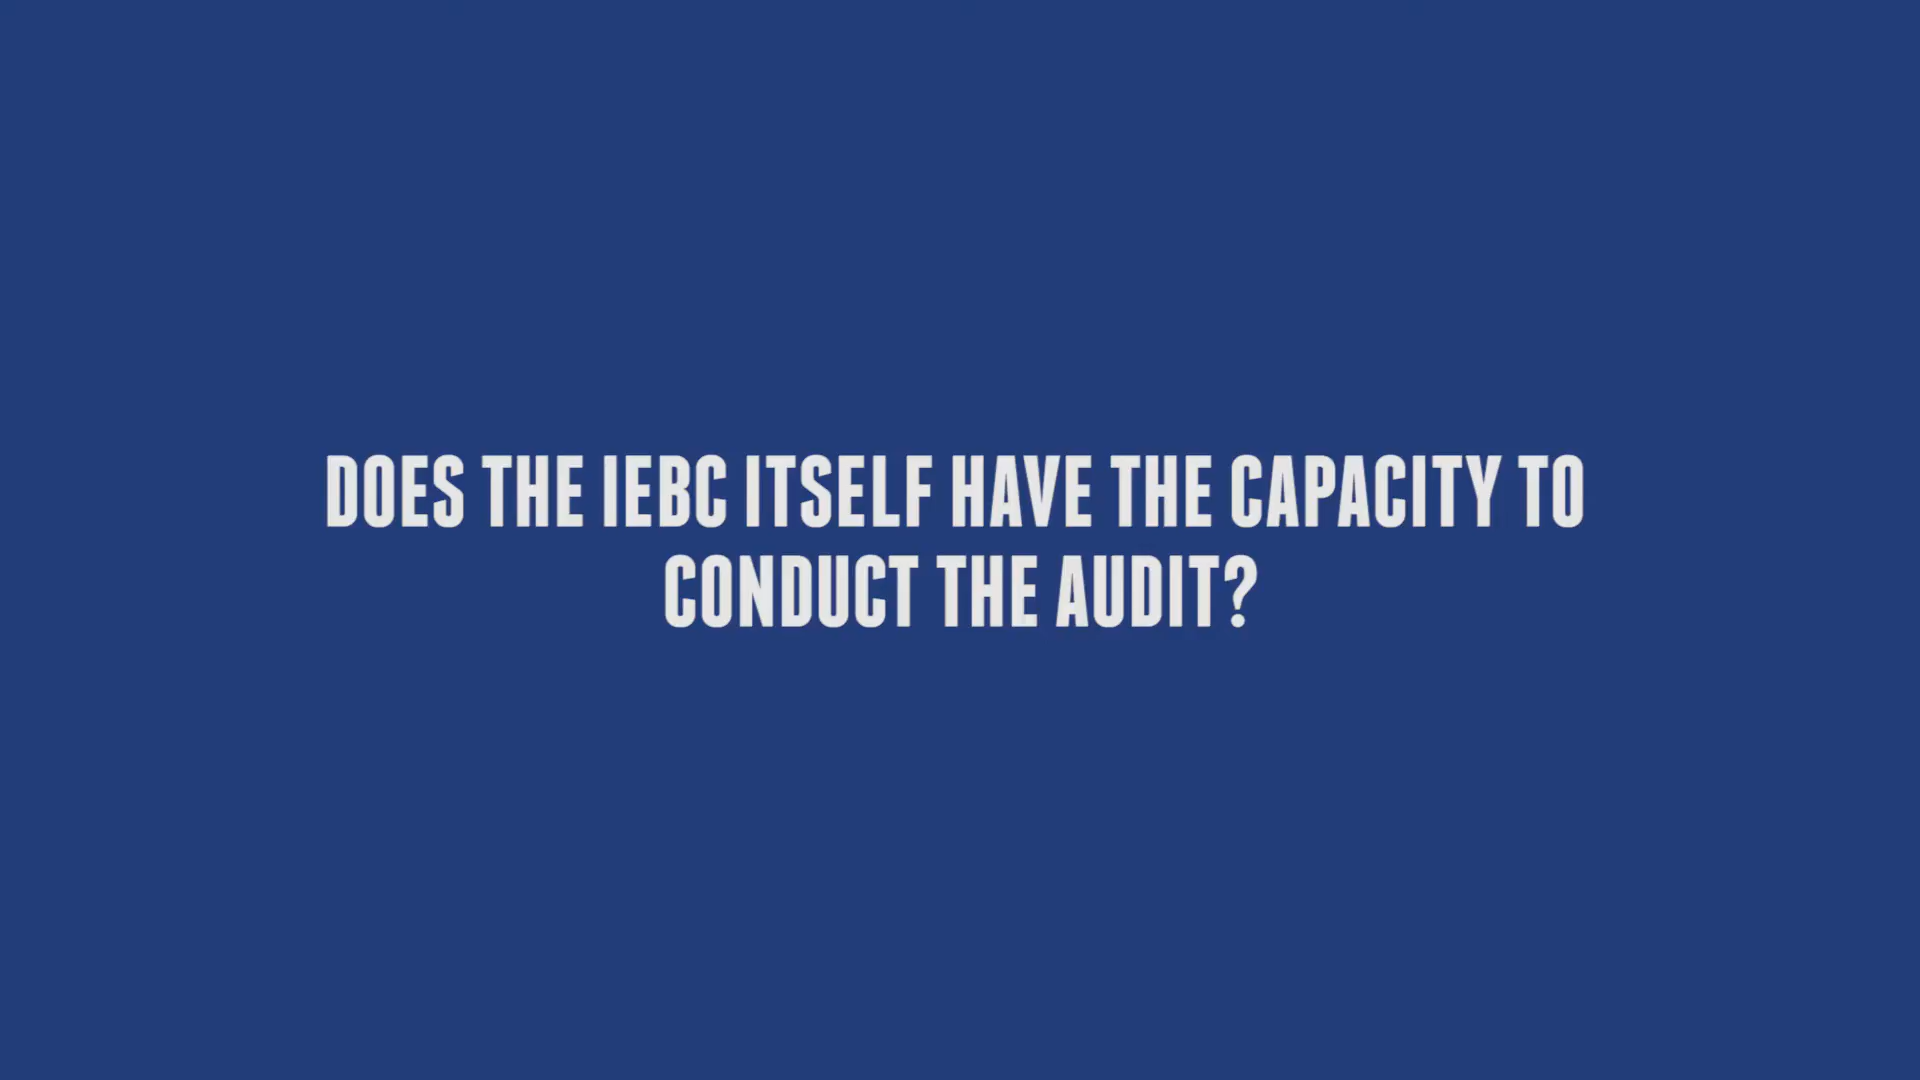 DOES THE IEBC ITSELF HAVE THE CAPACITY TO
CONDUCT THE AUDIT?